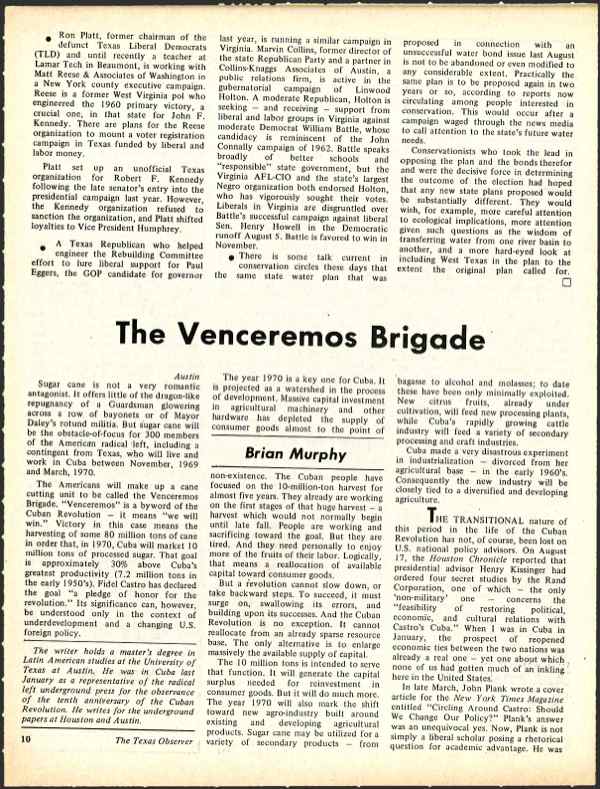 ● Ron Platt, former chairman of the
defunct Texas Liberal Democrats
(TLD) and until recently a teacher at
Lamar Tech in Beaumont, is working with
Matt Reese & Associates of Washington in
a New York county executive campaign.
Reese is a former West Virginia pol who
engineered the 1960 primary victory, a
crucial one, in that state for John F.
Kennedy. There are plans for the Reese
organization to mount a voter registration
campaign in Texas funded by liberal and
labor money.
Platt set up an unofficial Texas
organization for Robert F. Kennedy
following the late senator's entry into the
presidential campaign last year. However,
the Kennedy organization refused to
sanction the organization, and Platt shifted
loyalties to Vice President Humphrey.
● A Texas Republican who helped
engineer the Rebuilding Committee
effort to lure liberal support for Paul
Eggers, the GOP candidate for governor
last year, is running a similar campaign in
Virginia. Marvin Collins, former director of
the state Republican Party and a partner in
Collins-Knaggs Associates of Austin, a
public relations firm, is active in the
gubernatorial campaign of Linwood
Holton. A moderate Republican, Holton is
seeking — and receiving — support from
liberal and labor groups in Virginia against
moderate Democrat William Battle, whose
candidacy is reminiscent of the John
Connally campaign of 1962. Battle speaks
broadly of better schools and
"responsible" state government, but the
Virginia AFL-CIO and the state's largest
Negro organization both endorsed Holton,
who has vigorously sought their votes.
Liberals in Virginia are disgruntled over
Battle's successful campaign against liberal
Sen. Henry Howell in the Democratic
runoff August 5. Battle is favored to win in
November.
● There is some talk current in
conservation circles these days that
the same state water plan that was
proposed in connection with an
unsuccessful water bond issue last August
is not to be abandoned or even modified to
any considerable extent. Practically the
same plan is to be proposed again in two
years or so, according to reports now
circulating among people interested in
conservation. This would occur after a
campaign waged through the news media
to call attention to the state's future water
needs.
Conservationists who took the lead in
opposing the plan and the bonds therefor
and were the decisive force in determining
the outcome of the election had hoped
that any new state plans proposed would
be substantially different. They would
wish, for example, more careful attention
to ecological implications, more attention
given such questions as the wisdom of
transferring water from one river basin to
another, and a more hard-eyed look at
including West Texas in the plan to the
extent the original plan called for.
□
The Venceremos Brigade
Austin
Sugar cane is not a very romantic
antagonist. It offers little of the dragon-like
repugnancy of a Guardsman glowering
across a row of bayonets or of Mayor
Daley's rotund militia. But sugar cane will
be the obstacle-of-focus for 300 members
of the American radical left, including a
contingent from Texas, who will live and
work in Cuba between November, 1969
and March, 1970.
The Americans will make up a cane
cutting unit to be called the Venceremos
Brigade. "Venceremos" is a byword of the
Cuban Revolution — it means "we will
win." Victory in this case means the
harvesting of some 80 million tons of cane
in order that, in 1970, Cuba will market 10
million tons of processed sugar. That goal
is approximately 30% above Cuba's
greatest productivity (7.2 million tons in
the early 1950's). Fidel Castro has declared
the goal "a pledge of honor for the
revolution." Its significance can, however,
be understood only in the context of
underdevelopment and a changing U.S.
foreign policy.
The writer holds a master's degree in
Latin American studies at the University of
Texas at Austin. He was in Cuba last
January as a representative of the radical
left underground press for the observance
of the tenth anniversary of the Cuban
Revolution. He writes for the underground
papers at Houston and Austin.
The year 1970 is a key one for Cuba. It
is projected as a watershed in the process
of development. Massive capital investment
in agricultural machinery and other
hardware has depleted the supply of
consumer goods almost to the point of
Brian Murphy
non-existence. The Cuban people have
focused on the 10-million-ton harvest for
almost five years. They already are working
on the first stages of that huge harvest — a
harvest which would not normally begin
until late fall. People are working and
sacrificing toward the goal. But they are
tired. And they need personally to enjoy
more of the fruits of their labor. Logically,
that means a reallocation of available
capital toward consumer goods.
But a revolution cannot slow down, or
take backward steps. To succeed, it must
surge on, swallowing its errors, and
building upon its successes. And the Cuban
Revolution is no exception. It cannot
reallocate from an already sparse resource
base. The only alternative is to enlarge
massively the available supply of capital.
The 10 million tons is intended to serve
that function. It will generate the capital
surplus needed for reinvestment in
consumer goods. But it will do much more.
The year 1970 will also mark the shift
toward new agro-industry built around
existing and developing agricultural
products. Sugar cane may be utilized for a
variety of secondary products — from
bagasse to alcohol and molasses; to date
these have been only minimally exploited.
New citrus fruits, already under
cultivation, will feed new processing plants,
while Cuba's rapidly growing cattle
industry will feed a variety of secondary
processing and craft industries.
Cuba made a very disastrous experiment
in industrialization — divorced from her
agricultural base — in the early 1960's.
Consequently the new industry will be
closely tied to a diversified and developing
agriculture.
THE TRANSITIONAL nature of
this period in the life of the Cuban
Revolution has not, of course, been lost on
U.S. national policy advisors. On August
17, the Houston Chronicle reported that
presidential advisor Henry Kissinger had
ordered four secret studies by the Rand
Corporation, one of which — the only
'non-military' one — concerns the
"feasibility of restoring political,
economic, and cultural relations with
Castro's Cuba." When I was in Cuba in
January, the prospect of reopened
economic ties between the two nations was
already a real one — yet one about which
none of us had gotten much of an inkling
here in the United States.
In late March, John Plank wrote a cover
article for the New York Times Magazine
entitled "Circling Around Castro: Should
We Change Our Policy?" Plank's answer
was an unequivocal yes. Now, Plank is not
simply a liberal scholar posing a rhetorical
question for academic advantage. He was
10
The Texas Observer